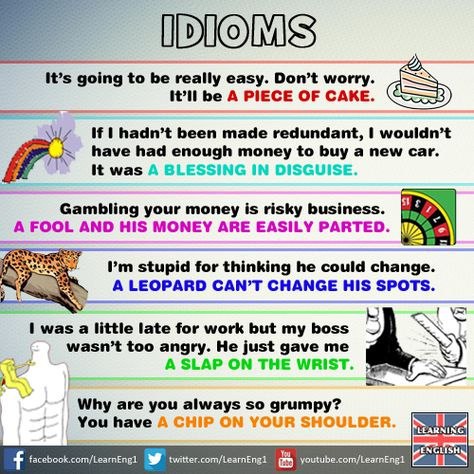 IDIOMS
It's going to be really easy. Don't worry.
It'll be A PIECE OF CAKE.
If I hadn't been made redundant, I wouldn't
have had enough money to buy a new car.
It was A BLESSING IN DISGUISE.
Gambling your money is risky business.
A FOOL AND HIS MONEY ARE EASILY PARTED.
I'm stupid for thinking he could change.
A LEOPARD CAN'T CHANGE HIS SPOTS.
I was a little late for work but my boss
wasn't too angry. He just gave me
A SLAP ON THE WRIST.
Why are you always so grumpy?
You have A CHIP ON YOUR SHOULDER.
LEARNING
ENGLISH
facebook.com/LearnEng1
twitter.com/LearnEng1
You
Tube
youtube.com/LearnEng1